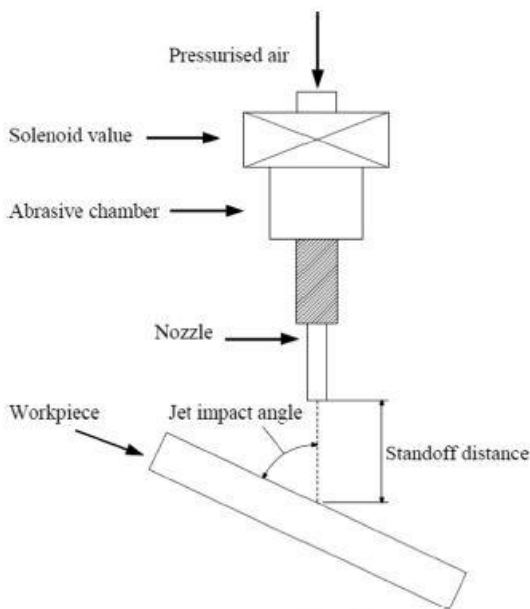 Pressurised air
Solenoid value
Abrasive chamber
Nozzle
Workpiece
Jet impact angle
Standoff distance